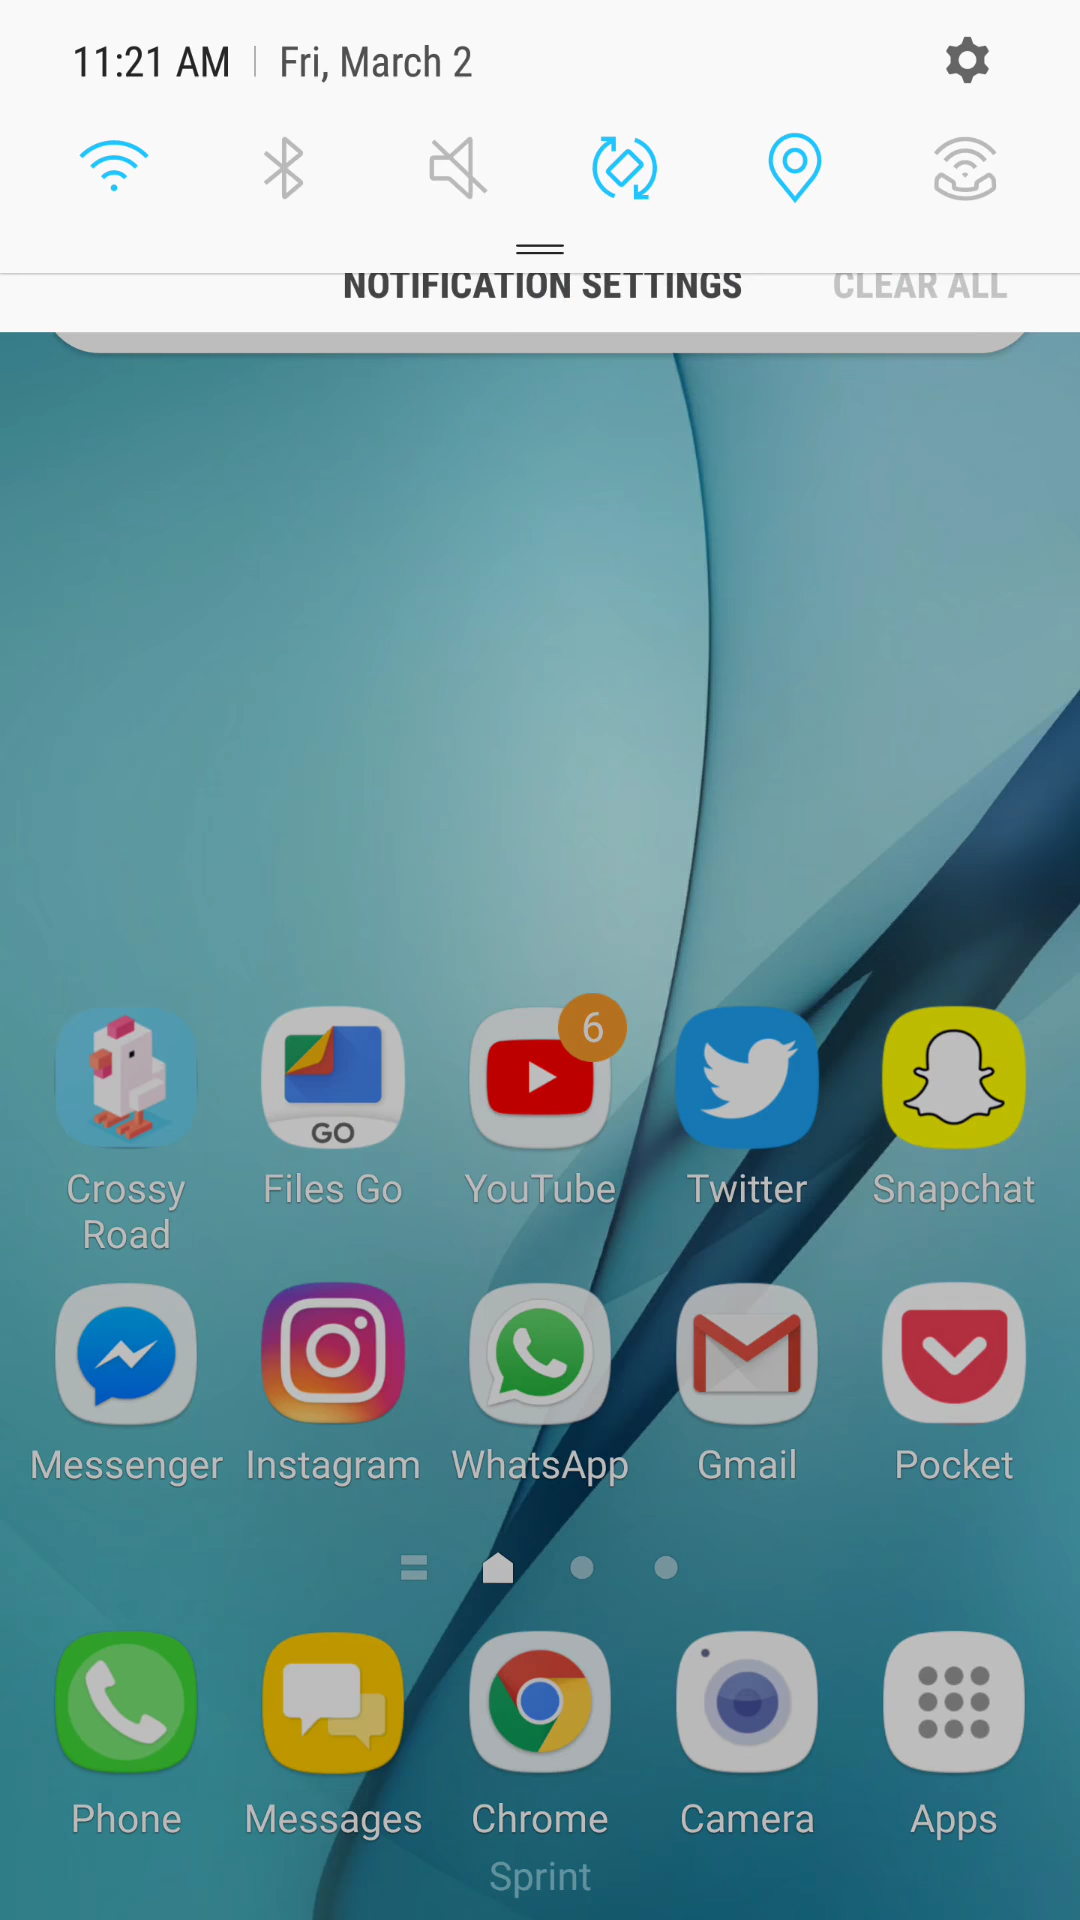 11:21 AM | Fri, March 2
NOTIFICATION SETTINGS CLEAR ALL
6
GO
Crossy Road Files Go YouTube Twitter Snapchat
Messenger Instagram WhatsApp Gmail Pocket
Phone Messages Chrome Camera Apps
Sprint